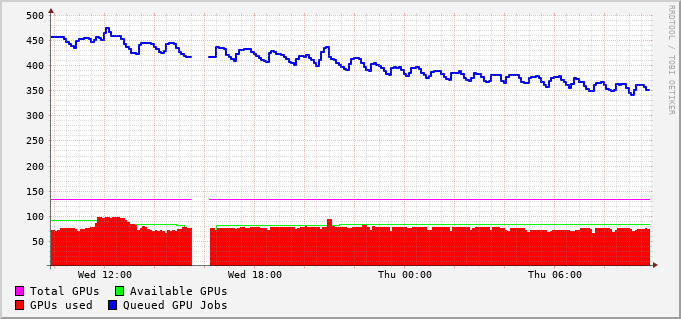 500
450
400
350
300
250
200
150
100
50
Wed 12:00 Wed 18:00 Thu 00:00 Thu 06:00
Total GPUs Available GPUs
GPUs used Queued GPU Jobs
RRDTOOL / TOBI OETIKER